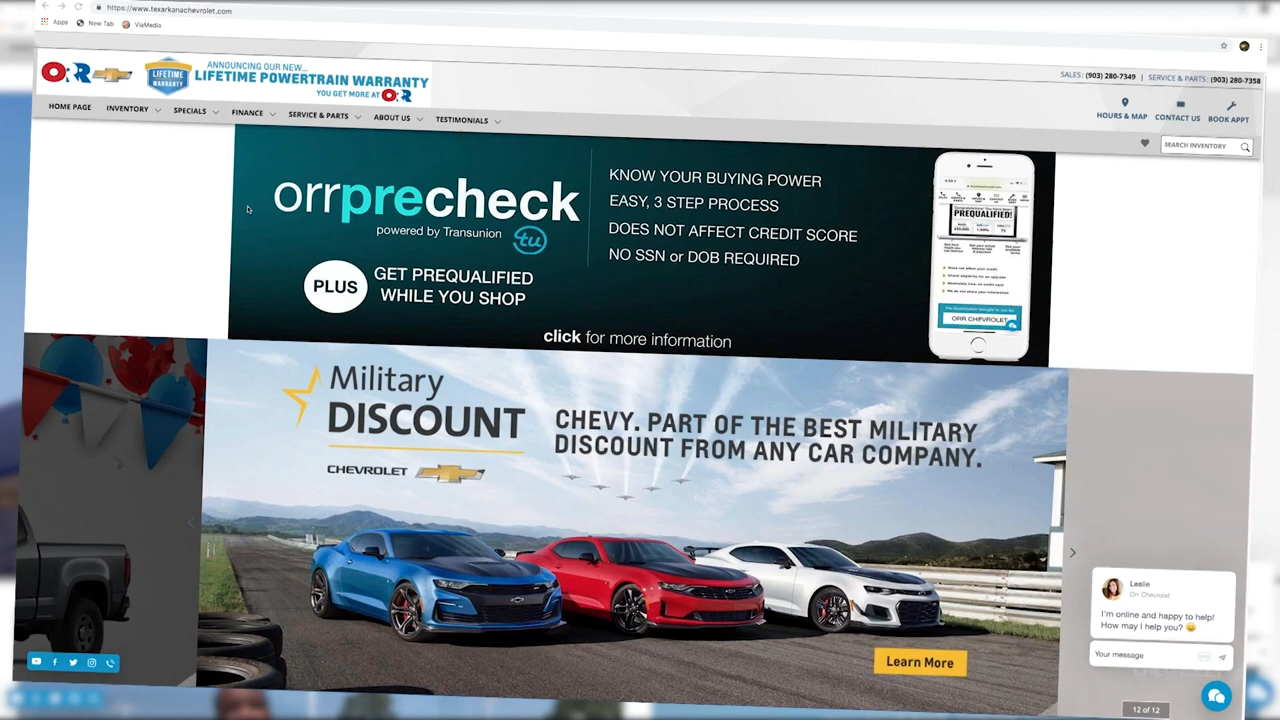 https://www.texarkanachevrolet.com
Apps
New Tab
ViaMedia
ORR
LIFETIME
WARRANTY
ANNOUNCING OUR NEW...
LIFETIME POWERTRAIN WARRANTY
YOU GET MORE AT ORR
SALES: (903) 280-7349 | SERVICE & PARTS: (903) 280-7358
HOURS & MAP
CONTACT US
BOOK APPT
HOME PAGE
INVENTORY
SPECIALS
FINANCE
SERVICE & PARTS
ABOUT US
TESTIMONIALS
SEARCH INVENTORY
orrprecheck
powered by Transunion
tu
PLUS
GET PREQUALIFIED
WHILE YOU SHOP
KNOW YOUR BUYING POWER
EASY, 3 STEP PROCESS
DOES NOT AFFECT CREDIT SCORE
NO SSN or DOB REQUIRED
click for more information
PREQUALIFIED!
ORR CHEVROLET
Military
DISCOUNT
CHEVROLET
CHEVY. PART OF THE BEST MILITARY
DISCOUNT FROM ANY CAR COMPANY.
Learn More
Leslie
Orr Chevrolet
I'm online and happy to help!
How may I help you? 😀
Your message
12 of 12